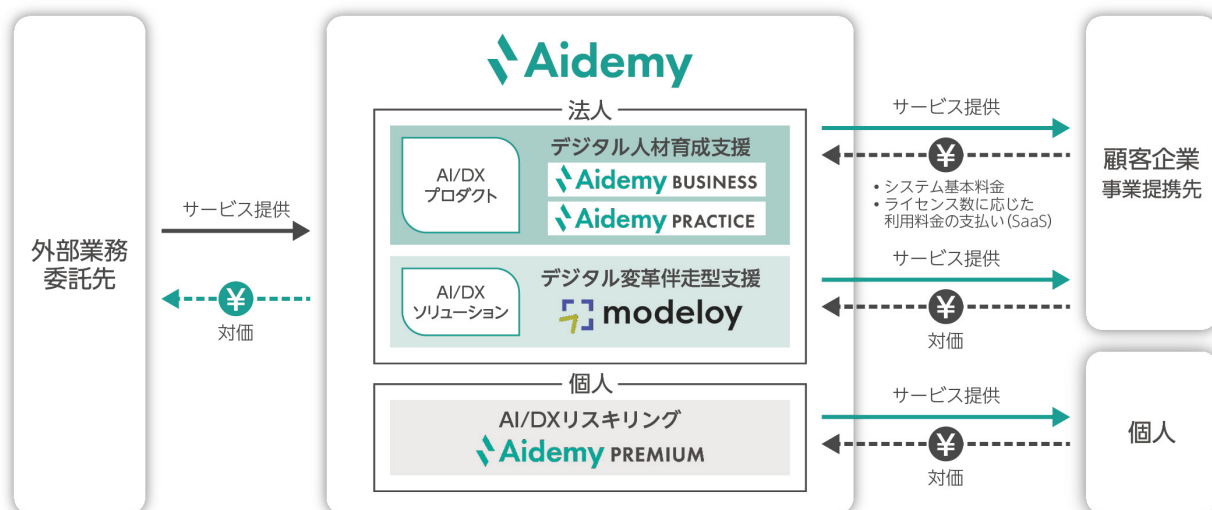 外部業務
委託先
サービス提供
¥
対価
Aidemy
法人
AI/DX
プロダクト
デジタル人材育成支援
Aidemy BUSINESS
Aidemy PRACTICE
AI/DX
ソリューション
デジタル変革伴走型支援
modeloy
個人
AI/DXリスキリング
Aidemy PREMIUM
サービス提供
¥
• システム基本料金
• ライセンス数に応じた
利用料金の支払い(SaaS)
サービス提供
¥
対価
サービス提供
¥
対価
顧客企業
事業提携先
個人